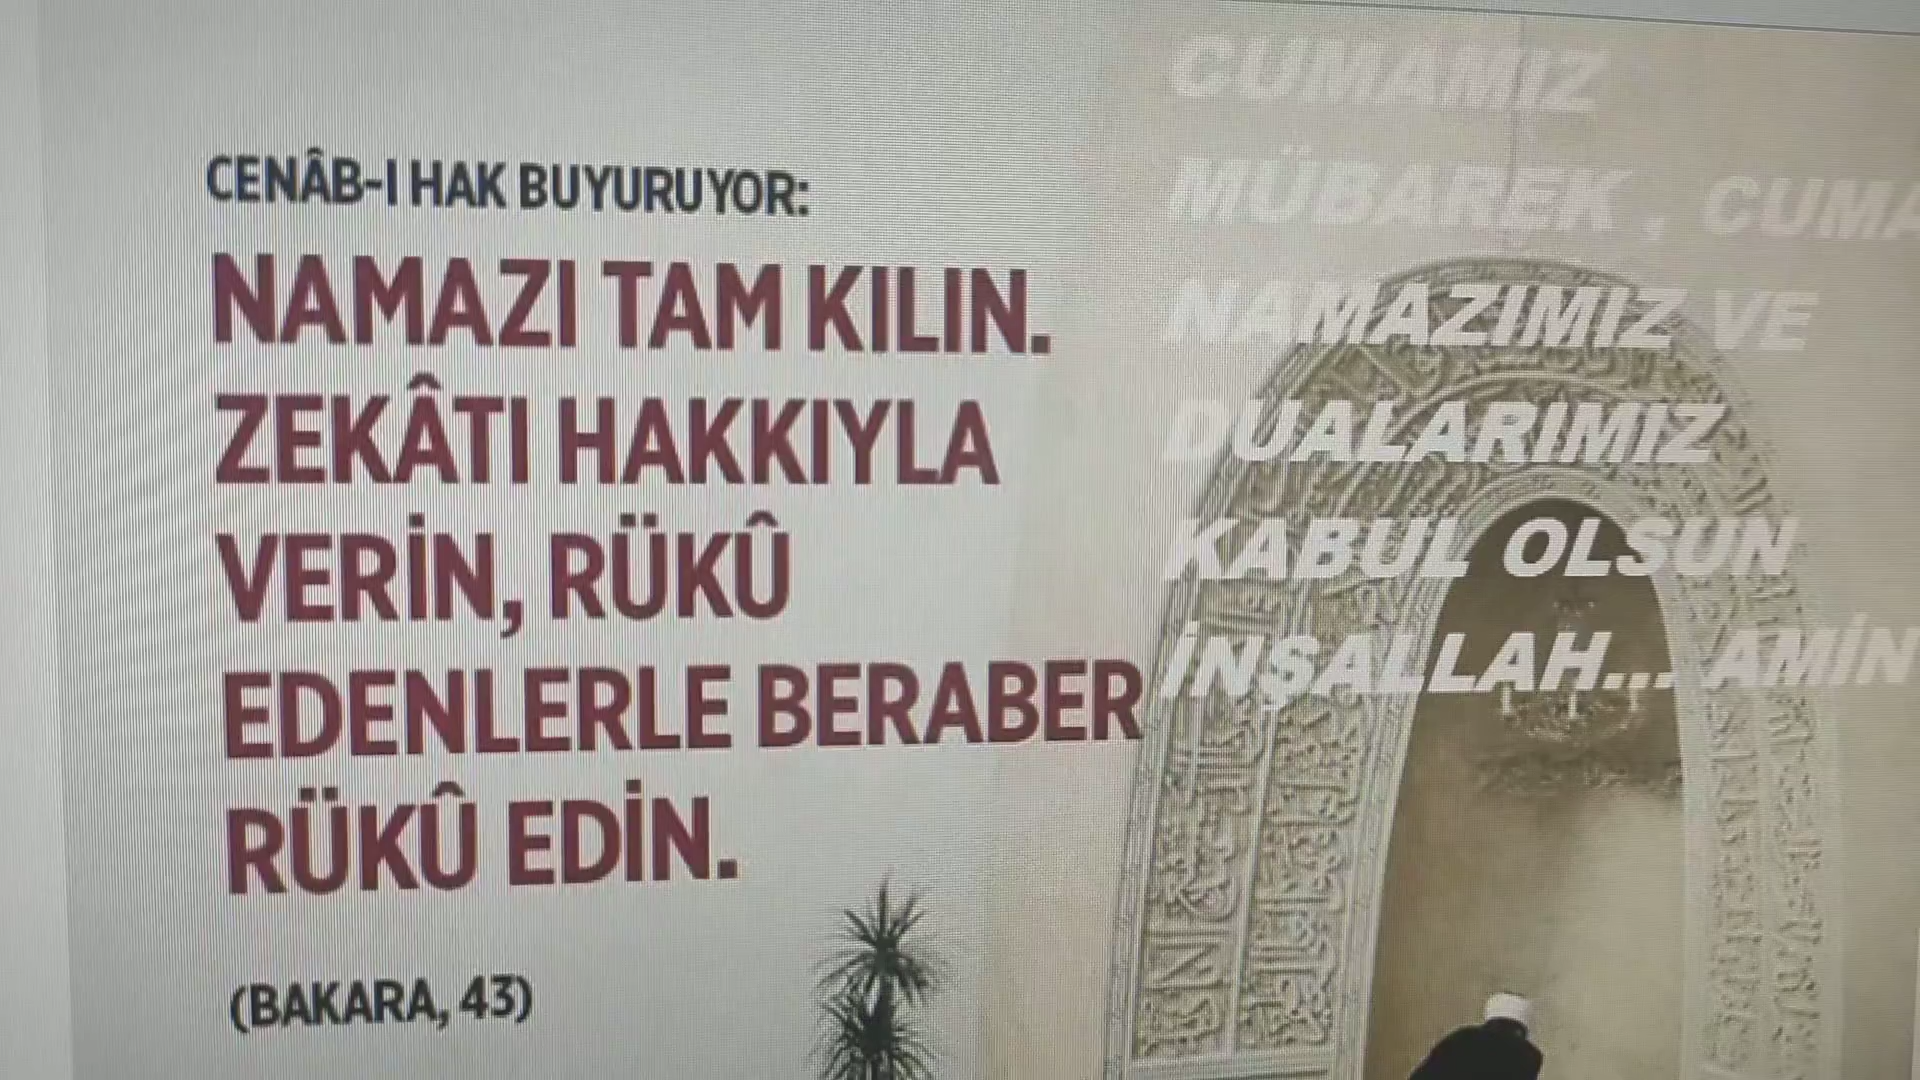 CENÂB-I HAK BUYURUYOR:
NAMAZI TAM KILIN.
ZEKÂTI HAKKIYLA
VERİN, RÜKÛ
EDENLERLE BERABER
RÜKÛ EDİN.
(BAKARA, 43)
CUMAMIZ
MÜBAREK, CUMA
NAMAZIMIZ VE
DUALARIMIZ
KABUL OLSUN
İNŞALLAH... AMİN